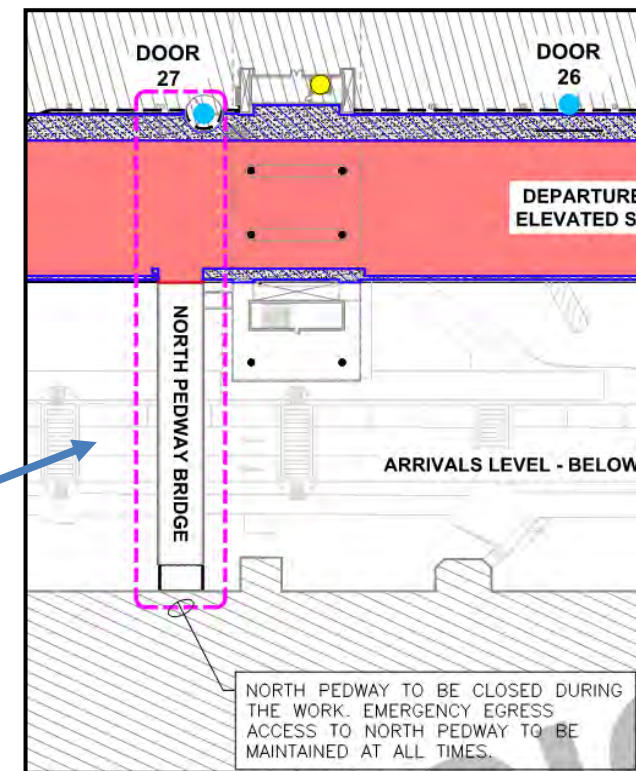 DOOR
27
DOOR
26
DEPARTURE
ELEVATED S
NORTH PEDWAY BRIDGE
ARRIVALS LEVEL - BELOW
NORTH PEDWAY TO BE CLOSED DURING
THE WORK. EMERGENCY EGRESS
ACCESS TO NORTH PEDWAY TO BE
MAINTAINED AT ALL TIMES.